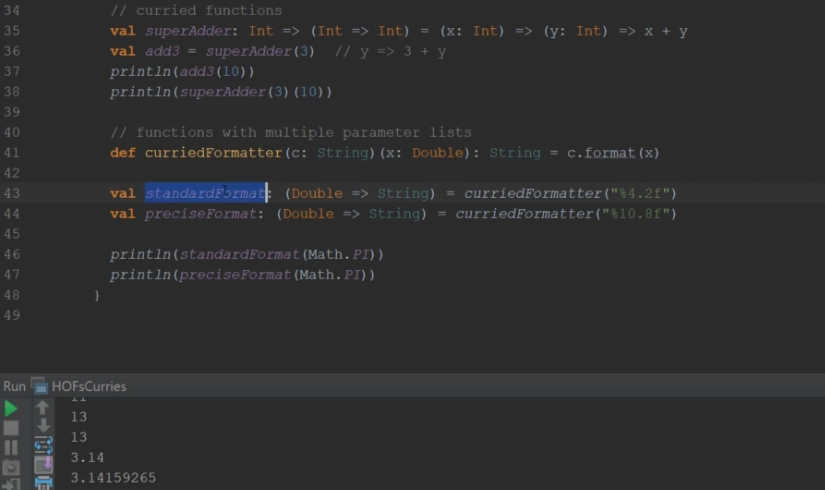 34 // curried functions
35 val superAdder: Int => (Int => Int) = (x: Int) => (y: Int) => x + y
36 val add3 = superAdder(3) // y => 3 + y
37 println(add3(10))
38 println(superAdder(3)(10))
39
40 // functions with multiple parameter lists
41 def curriedFormatter(c: String)(x: Double): String = c.format(x)
42
43 val standardFormat: (Double => String) = curriedFormatter("%4.2f")
44 val preciseFormat: (Double => String) = curriedFormatter("%10.8f")
45
46 println(standardFormat(Math.PI))
47 println(preciseFormat(Math.PI))
48 }
49
Run HOFsCurries
13
13
3.14
3.14159265